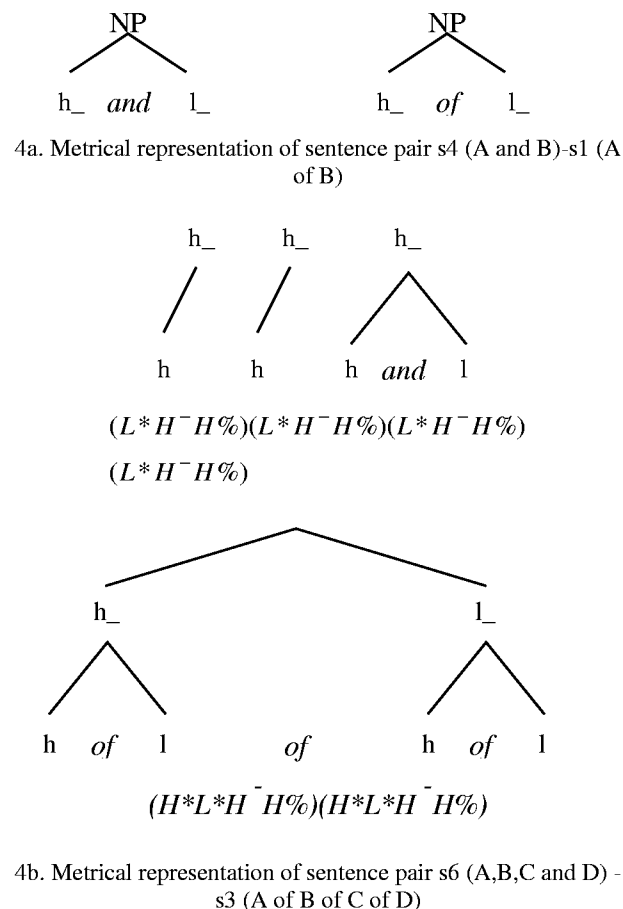 NP NP
h_ and l_ h_ of l_
4a. Metrical representation of sentence pair s4 (A and B)-s1 (A
of B)
h_ h_ h_
h h h and l
(L*H⁻H%)(L*H⁻H%)(L*H⁻H%)
(L*H⁻H%)
h_ l_
h of l of h of l
(H*L*H⁻H%)(H*L*H⁻H%)
4b. Metrical representation of sentence pair s6 (A,B,C and D) -
s3 (A of B of C of D)